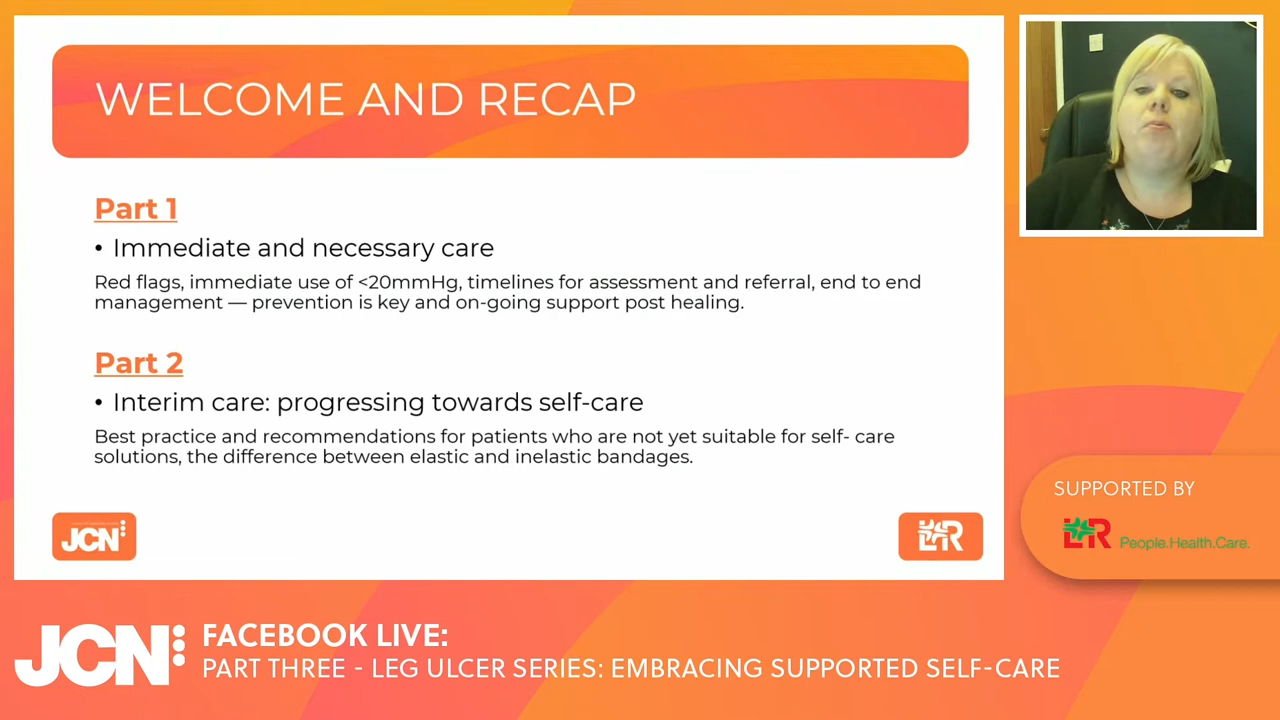 WELCOME AND RECAP
Part 1
• Immediate and necessary care
Red flags, immediate use of <20mmHg, timelines for assessment and referral, end to end
management — prevention is key and on-going support post healing.
Part 2
• Interim care: progressing towards self-care
Best practice and recommendations for patients who are not yet suitable for self- care
solutions, the difference between elastic and inelastic bandages.
JCN
L&R
SUPPORTED BY
L&R People.Health.Care.
JCN
FACEBOOK LIVE:
PART THREE - LEG ULCER SERIES: EMBRACING SUPPORTED SELF-CARE